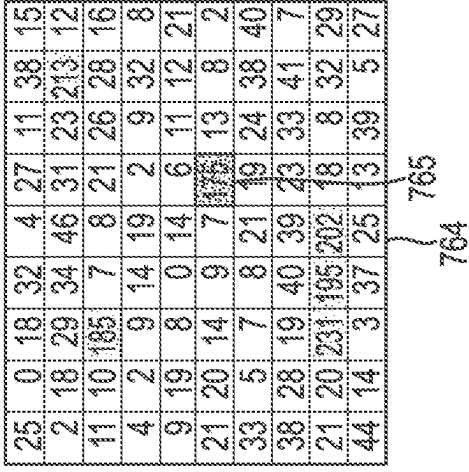 44 21 38 33 21 9 4 11 2 25
14 20 28 5 20 19 2 10 18 0
3 231 19 7 14 8 9 185 29 18
37 195 40 8 9 0 14 7 34 32
25 202 39 21 7 14 19 8 46 4
13 18 23 19 175 6 2 21 31 27
39 8 33 24 13 11 9 26 23 11
5 32 41 38 8 12 32 28 213 38
27 29 7 40 2 21 8 16 12 15
765
764